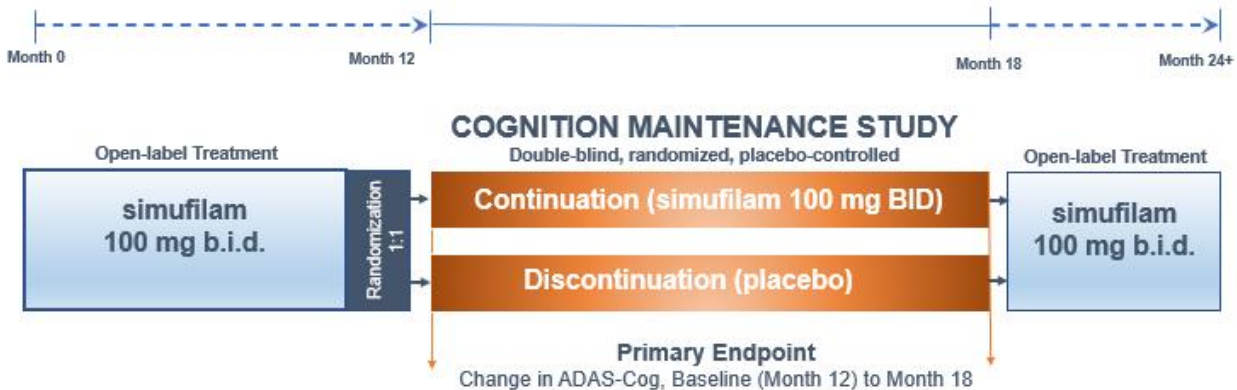 Month 0
Month 12
Month 18
Month 24+
COGNITION MAINTENANCE STUDY
Open-label Treatment
Double-blind, randomized, placebo-controlled
Open-label Treatment
simufilam
100 mg b.i.d.
Randomization
1:1
Continuation (simufilam 100 mg BID)
Discontinuation (placebo)
simufilam
100 mg b.i.d.
Primary Endpoint
Change in ADAS-Cog, Baseline (Month 12) to Month 18